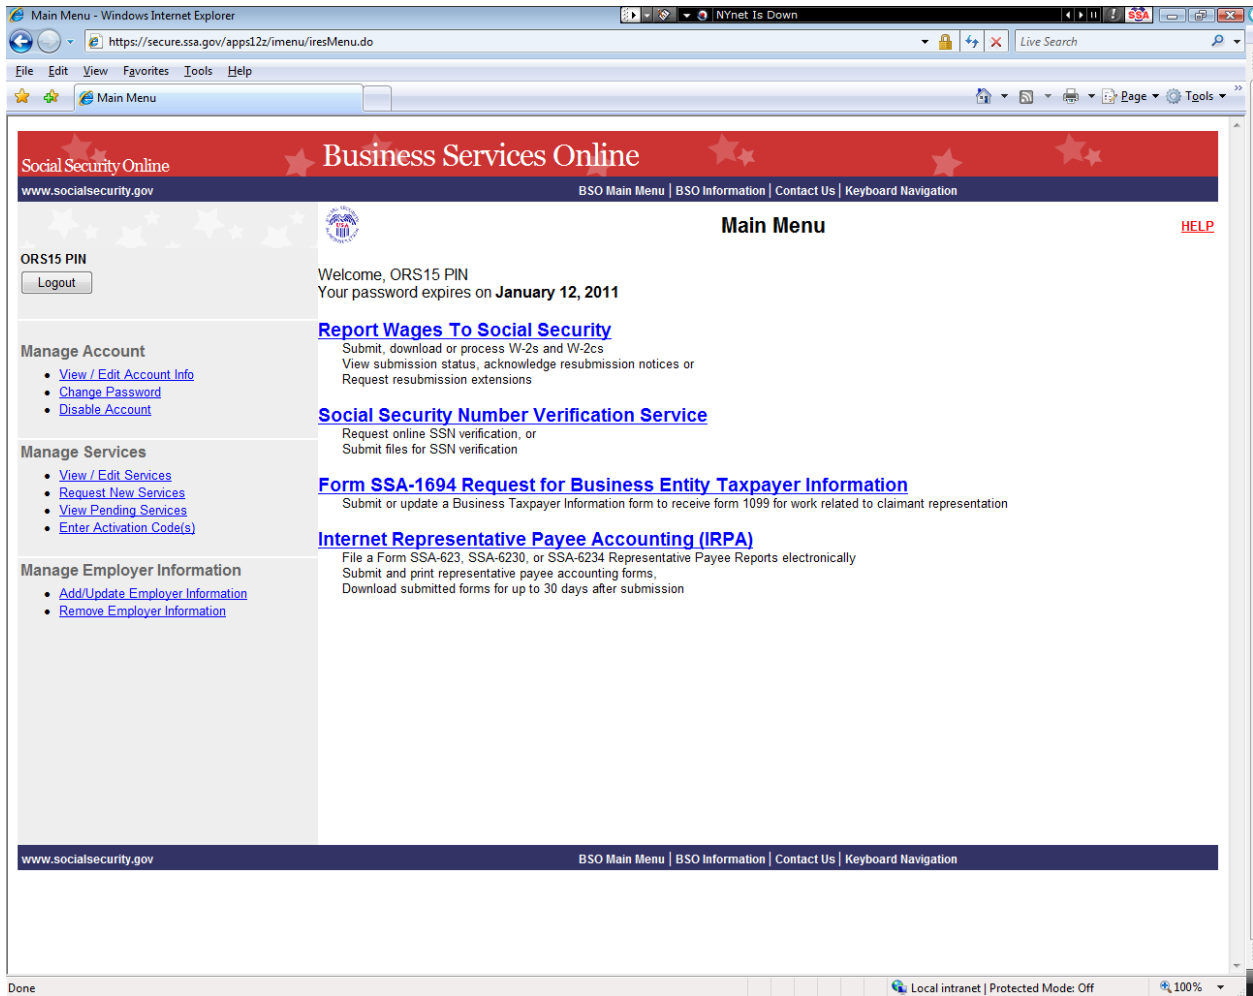 Main Menu - Windows Internet Explorer
NYnet Is Down
SSA
https://secure.ssa.gov/apps12z/imenu/iresMenu.do
Live Search
File Edit View Favorites Tools Help
Main Menu
Page Tools
Social Security Online
Business Services Online
www.socialsecurity.gov
BSO Main Menu | BSO Information | Contact Us | Keyboard Navigation
USA
Main Menu
HELP
ORS15 PIN
Logout
Welcome, ORS15 PIN
Your password expires on January 12, 2011
Manage Account
• View / Edit Account Info
• Change Password
• Disable Account
Manage Services
• View / Edit Services
• Request New Services
• View Pending Services
• Enter Activation Code(s)
Manage Employer Information
• Add/Update Employer Information
• Remove Employer Information
Report Wages To Social Security
Submit, download or process W-2s and W-2cs
View submission status, acknowledge resubmission notices or
Request resubmission extensions
Social Security Number Verification Service
Request online SSN verification, or
Submit files for SSN verification
Form SSA-1694 Request for Business Entity Taxpayer Information
Submit or update a Business Taxpayer Information form to receive form 1099 for work related to claimant representation
Internet Representative Payee Accounting (IRPA)
File a Form SSA-623, SSA-6230, or SSA-6234 Representative Payee Reports electronically
Submit and print representative payee accounting forms,
Download submitted forms for up to 30 days after submission
www.socialsecurity.gov
BSO Main Menu | BSO Information | Contact Us | Keyboard Navigation
Done
Local intranet | Protected Mode: Off
100%